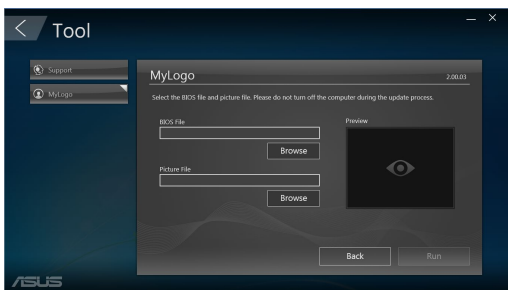 Tool
Support
MyLogo
MyLogo
2.00.03
Select the BIOS file and picture file. Please do not turn off the computer during the update process.
BIOS File
Browse
Picture File
Browse
Preview
Back
Run
ASUS